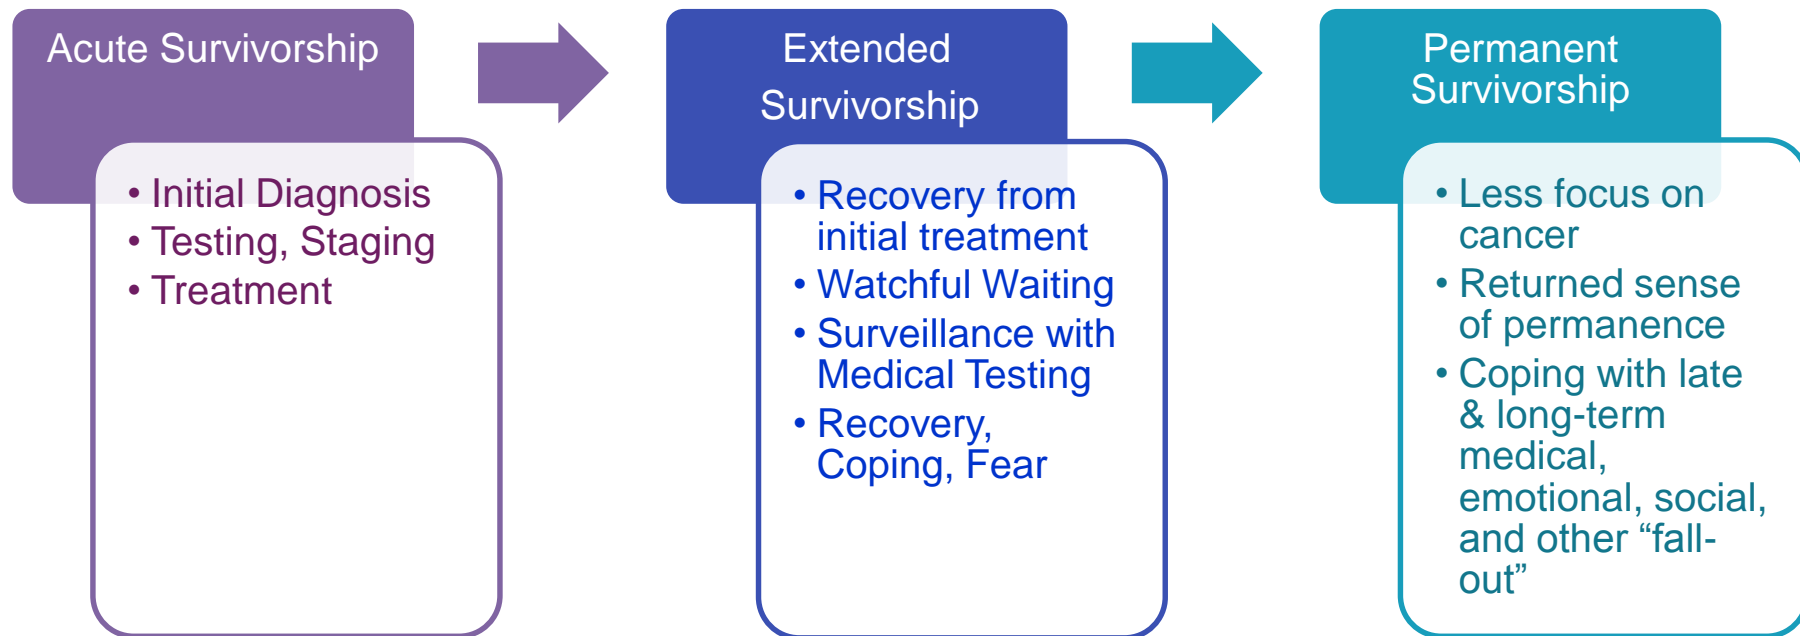 Acute Survivorship
• Initial Diagnosis
• Testing, Staging
• Treatment
Extended
Survivorship
• Recovery from
initial treatment
• Watchful Waiting
• Surveillance with
Medical Testing
• Recovery,
Coping, Fear
Permanent
Survivorship
• Less focus on
cancer
• Returned sense
of permanence
• Coping with late
& long-term
medical,
emotional, social,
and other “fall-
out”